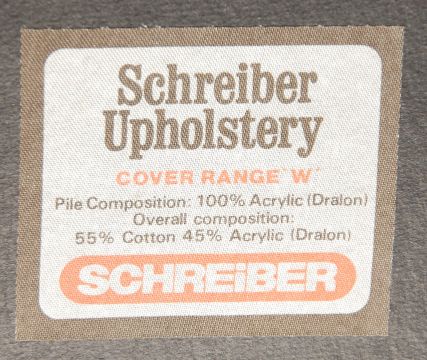 Schreiber
Upholstery
COVER RANGE "W"
Pile Composition: 100% Acrylic (Dralon)
Overall composition:
55% Cotton 45% Acrylic (Dralon)
SCHREiBER